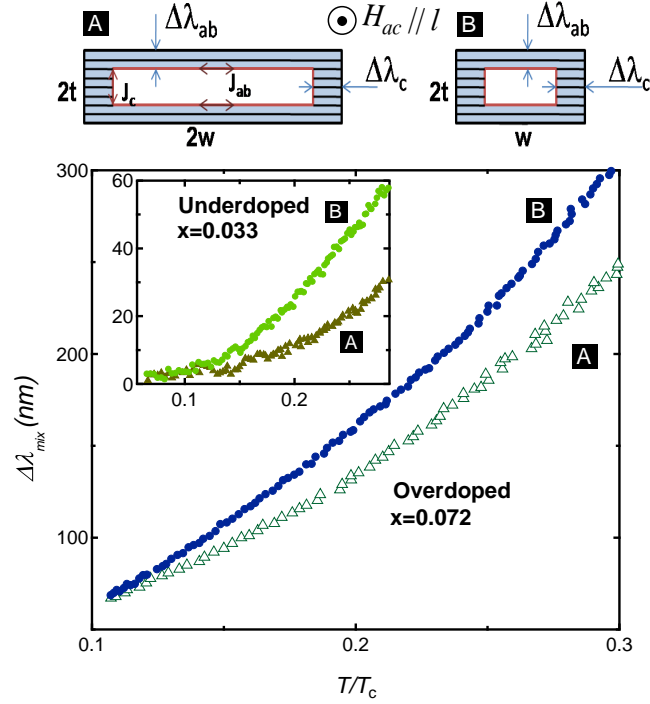 A
Δλab
Hac // l
B
Δλab
2t
Jc
Jab
Δλc
2t
Δλc
2w
w
300
200
100
Δλmix (nm)
60
40
20
0
Underdoped
x=0.033
B
A
0.1
0.2
B
A
Overdoped
x=0.072
0.1
0.2
0.3
T/Tc